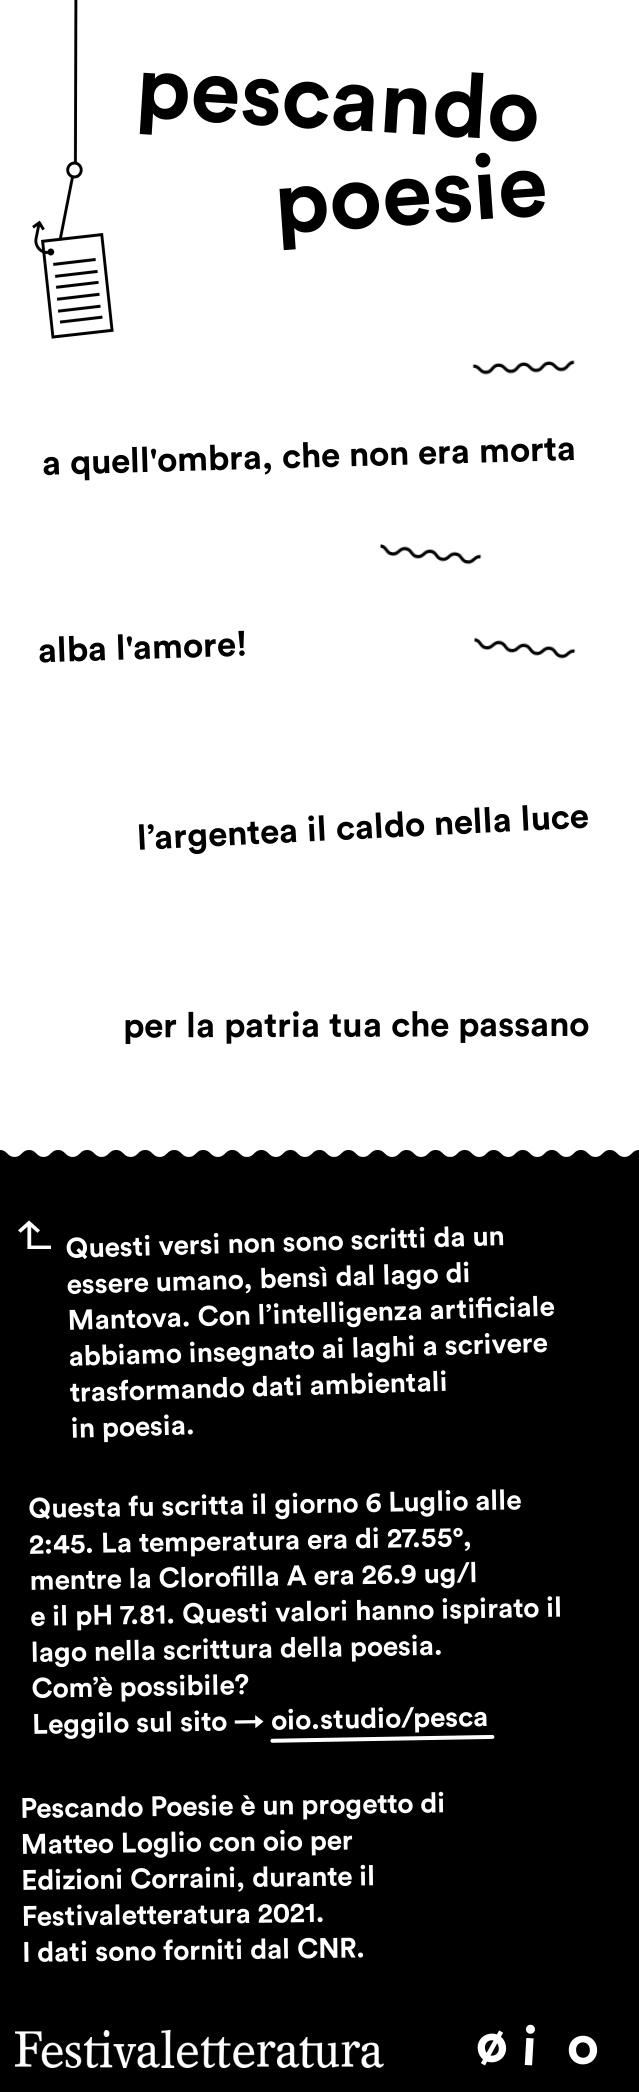 pescando
poesie
a quell'ombra, che non era morta
alba l'amore!
l’argentea il caldo nella luce
per la patria tua che passano
Questi versi non sono scritti da un
essere umano, bensì dal lago di
Mantova. Con l’intelligenza artificiale
abbiamo insegnato ai laghi a scrivere
trasformando dati ambientali
in poesia.
Questa fu scritta il giorno 6 Luglio alle
2:45. La temperatura era di 27.55°,
mentre la Clorofilla A era 26.9 ug/l
e il pH 7.81. Questi valori hanno ispirato il
lago nella scrittura della poesia.
Com’è possibile?
Leggilo sul sito → oio.studio/pesca
Pescando Poesie è un progetto di
Matteo Loglio con oio per
Edizioni Corraini, durante il
Festivaletteratura 2021.
I dati sono forniti dal CNR.
Festivaletteratura ø i o